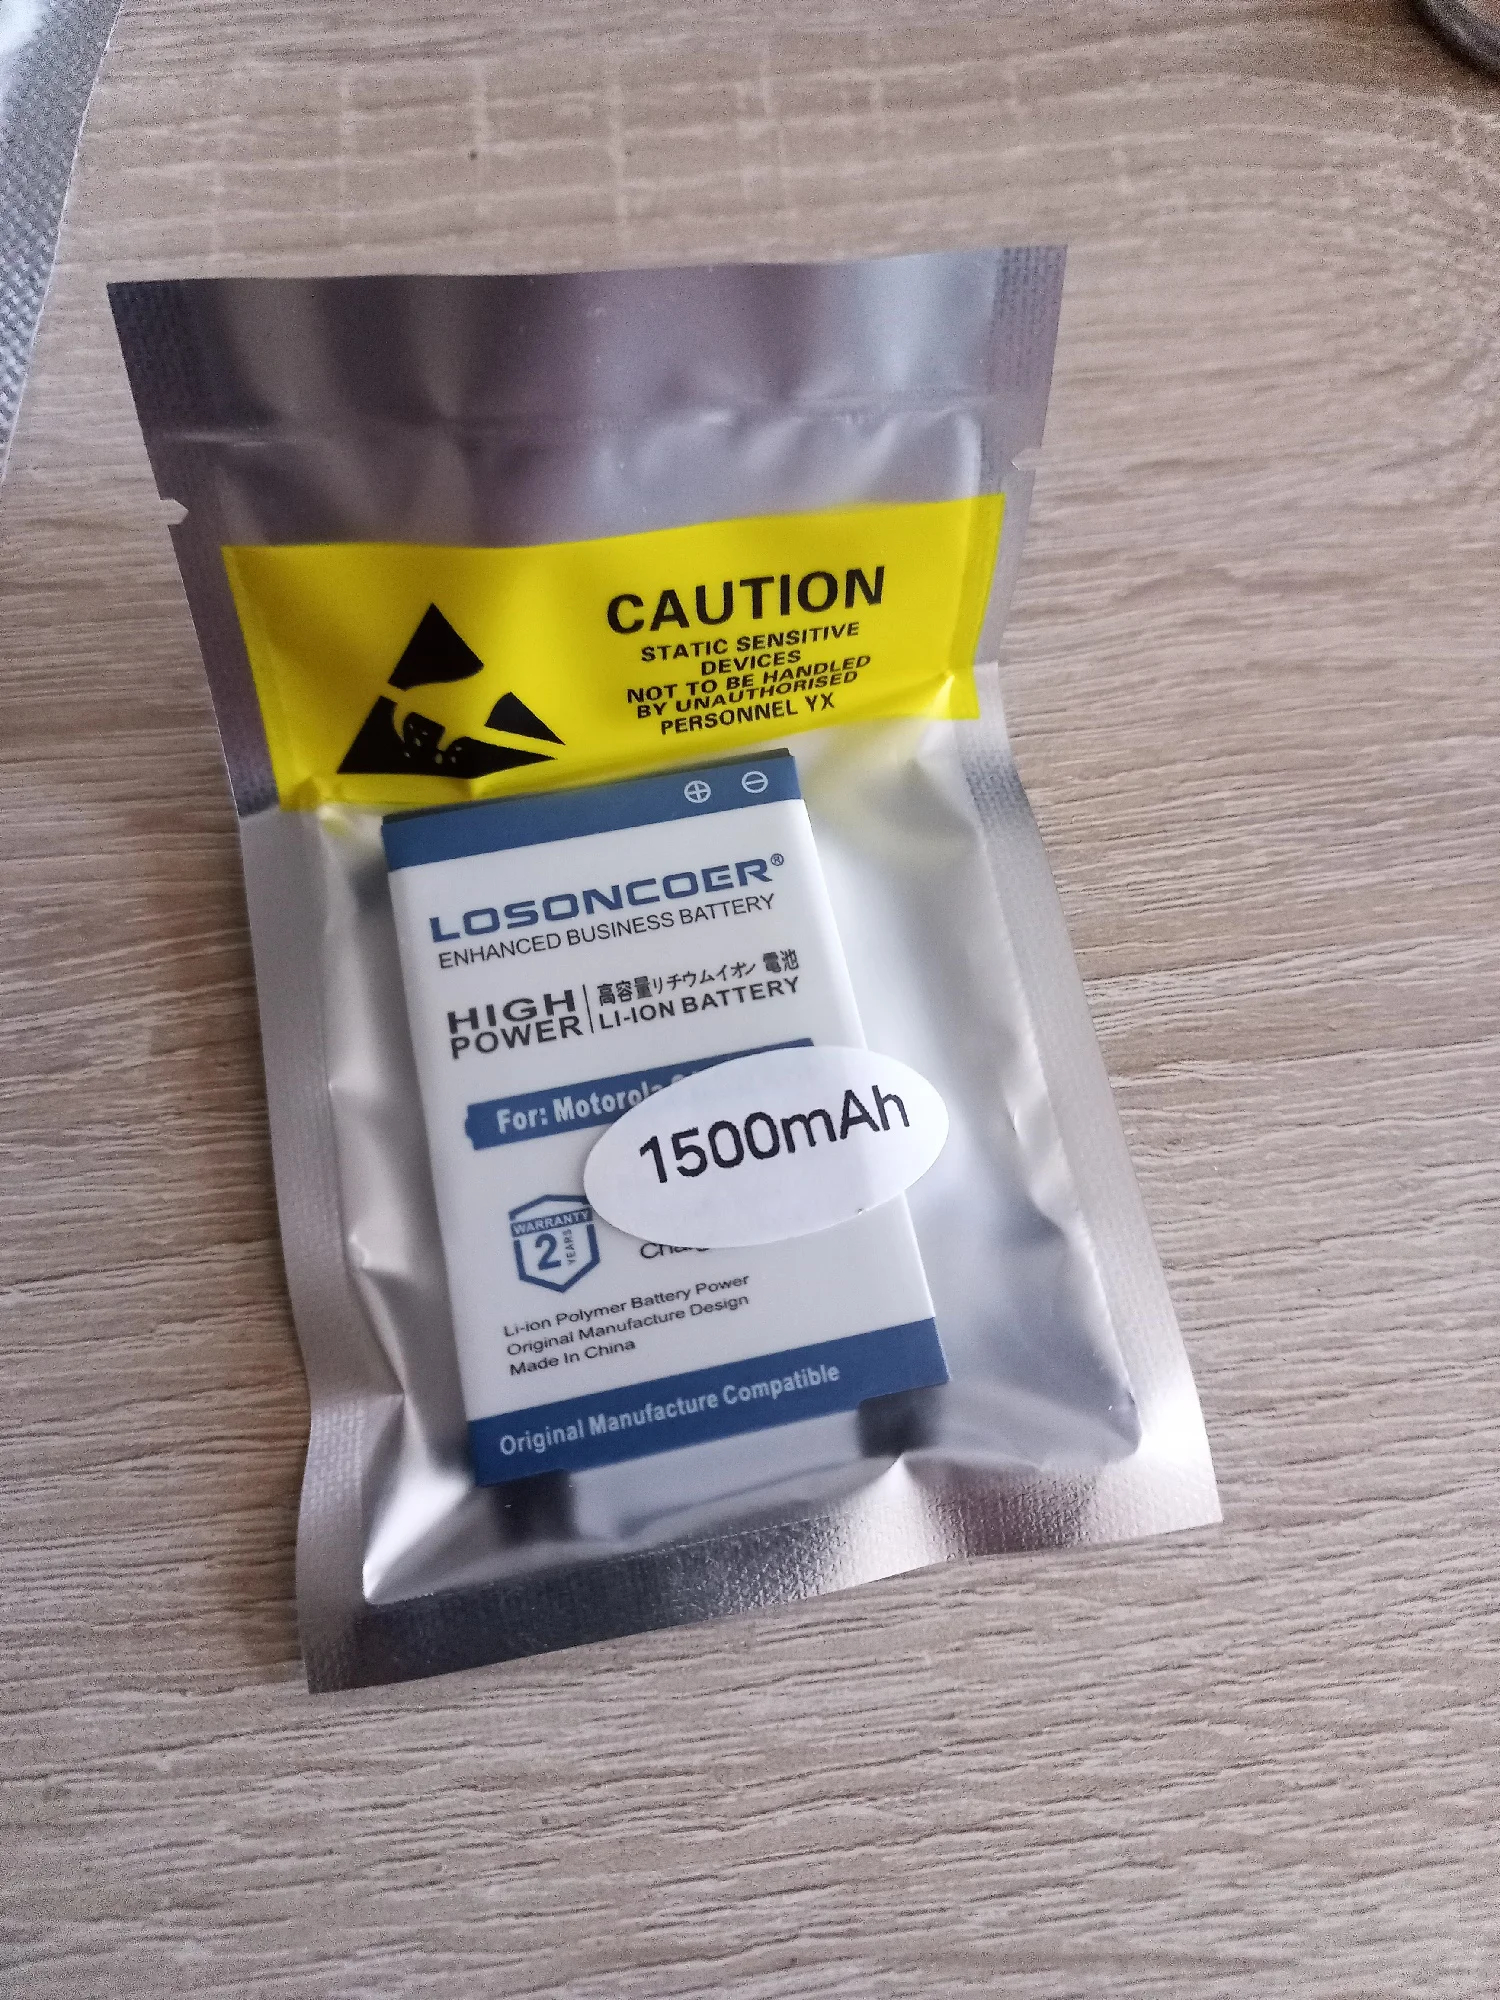 CAUTION
STATIC SENSITIVE
DEVICES
NOT TO BE HANDLED
BY UNAUTHORISED
PERSONNEL YX
⊕ ⊖
LOSONCOER®
ENHANCED BUSINESS BATTERY
HIGH
POWER
高容量リチウムイオン 電池
LI-ION BATTERY
For: Motorola
1500mAh
WARRANTY
2
YEARS
Li-ion Polymer Battery Power
Original Manufacture Design
Made In China
Original Manufacture Compatible